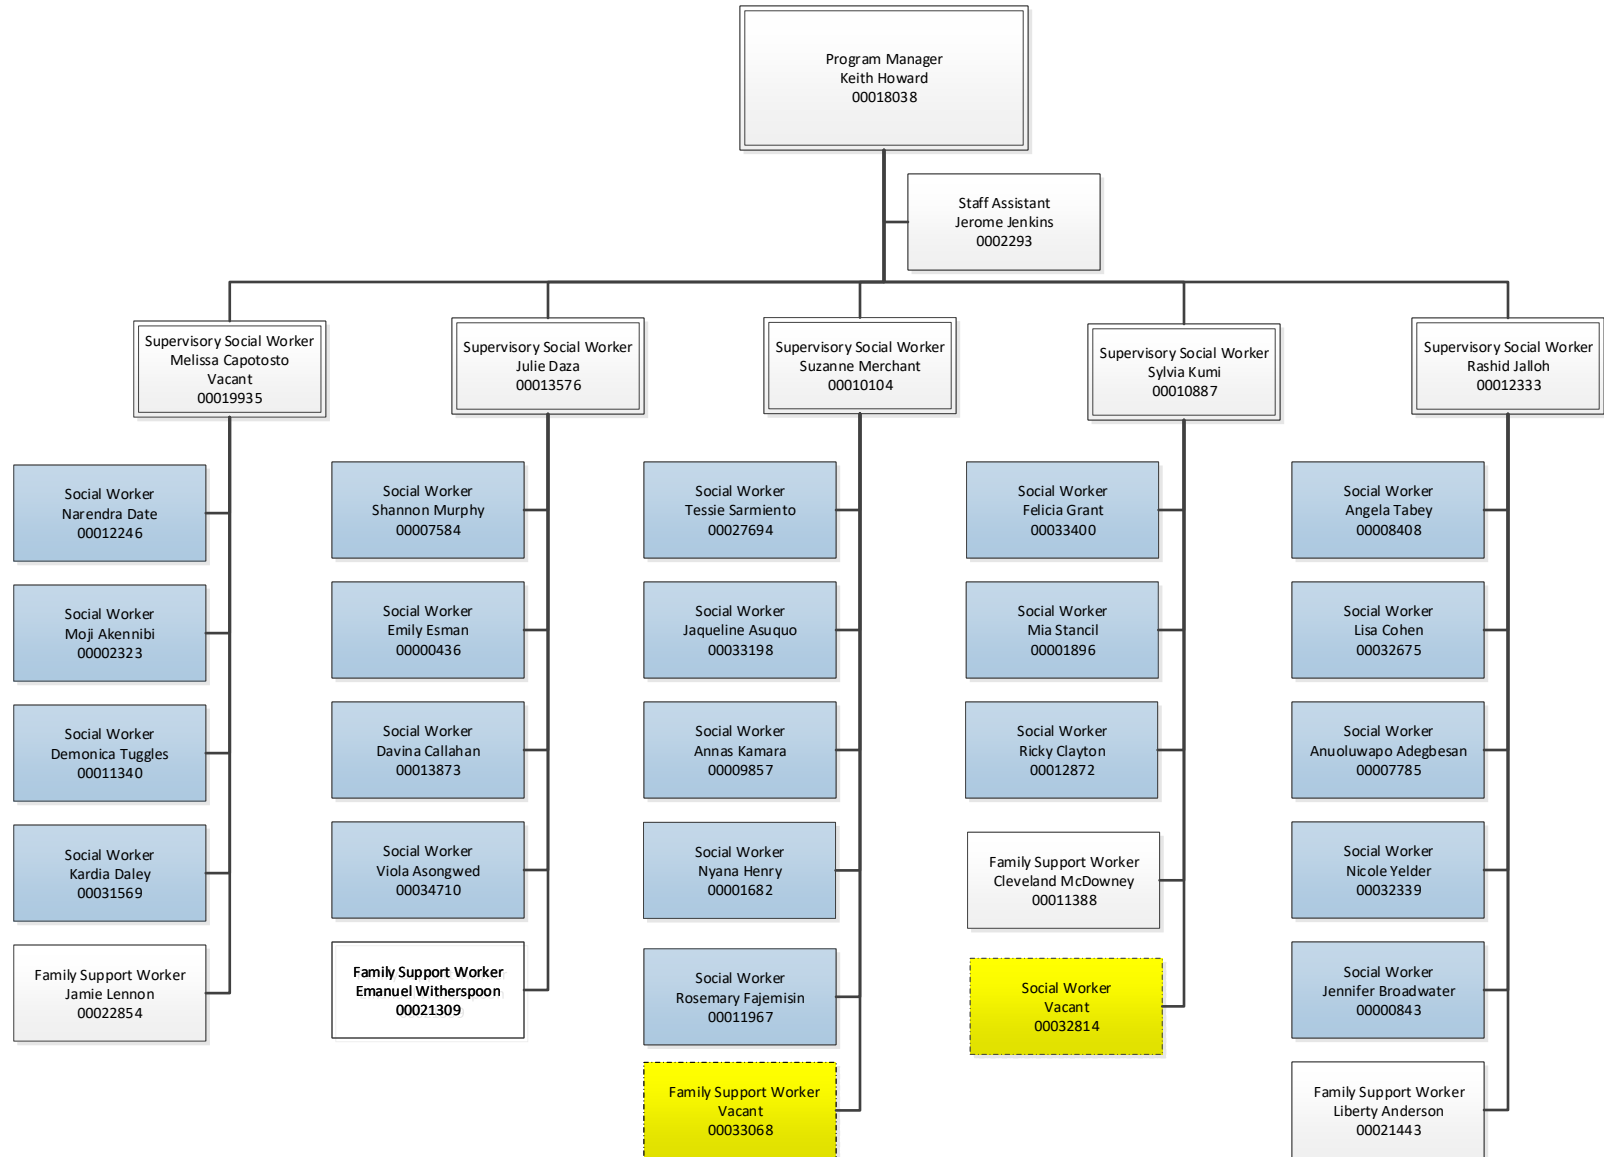 Program Manager
Keith Howard
00018038
Staff Assistant
Jerome Jenkins
0002293
Supervisory Social Worker
Melissa Capotosto
Vacant
00019935
Supervisory Social Worker
Julie Daza
00013576
Supervisory Social Worker
Suzanne Merchant
00010104
Supervisory Social Worker
Sylvia Kumi
00010887
Supervisory Social Worker
Rashid Jalloh
00012333
Social Worker
Narendra Date
00012246
Social Worker
Moji Akennibi
00002323
Social Worker
Demonica Tuggles
00011340
Social Worker
Kardia Daley
00031569
Family Support Worker
Jamie Lennon
00022854
Social Worker
Shannon Murphy
00007584
Social Worker
Emily Esman
00000436
Social Worker
Davina Callahan
00013873
Social Worker
Viola Asongwed
00034710
Family Support Worker
Emanuel Witherspoon
00021309
Social Worker
Tessie Sarmiento
00027694
Social Worker
Jaqueline Asuquo
00033198
Social Worker
Annas Kamara
00009857
Social Worker
Nyana Henry
00001682
Social Worker
Rosemary Fajemisin
00011967
Family Support Worker
Vacant
00033068
Social Worker
Felicia Grant
00033400
Social Worker
Mia Stancil
00001896
Social Worker
Ricky Clayton
00012872
Family Support Worker
Cleveland McDowney
00011388
Social Worker
Vacant
00032814
Social Worker
Angela Tabey
00008408
Social Worker
Lisa Cohen
00032675
Social Worker
Anuoluwapo Adegbesan
00007785
Social Worker
Nicole Yelder
00032339
Social Worker
Jennifer Broadwater
00000843
Family Support Worker
Liberty Anderson
00021443